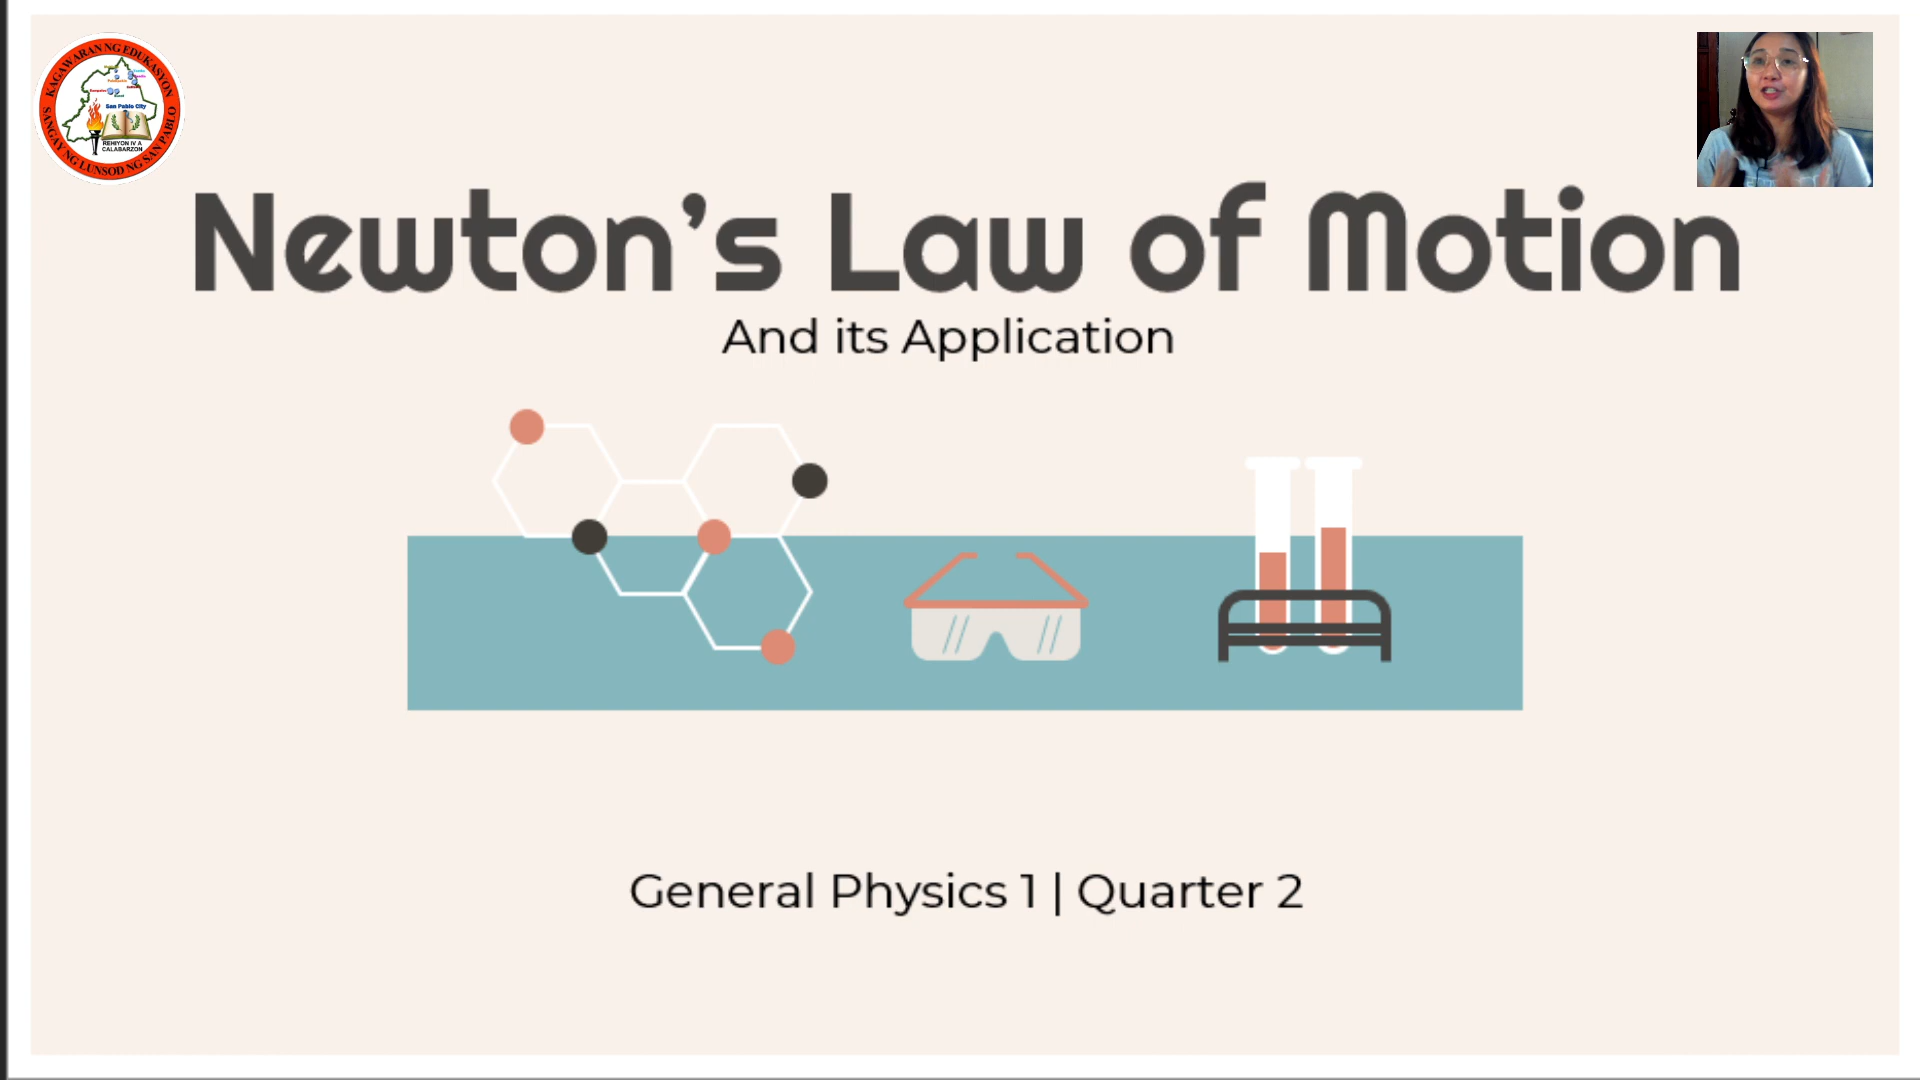 KAGAWARAN NG EDUKASYON
San Pablo City
REHIYON IV A
CALABARZON
SANGAY NG LUNSOD NG SAN PABLO
Newton's Law of Motion
And its Application
General Physics 1 | Quarter 2